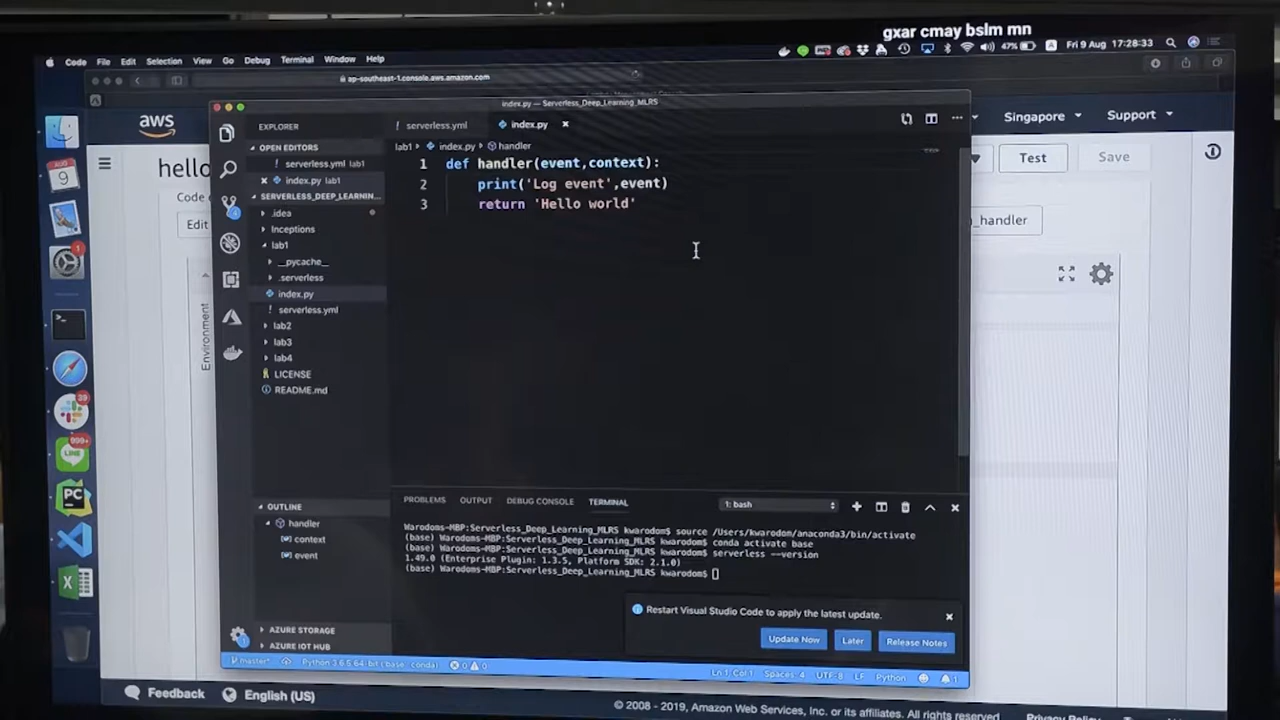 gxar cmay bslm mn
Code File Edit Selection View Go Debug Terminal Window Help
47% Fri 9 Aug 17:28:33
ap-southeast-1.console.aws.amazon.com
index.py — Serverless_Deep_Learning_MLRS
aws
Singapore Support
EXPLORER
serverless.yml index.py
OPEN EDITORS
lab1 index.py handler
hello
Test Save
serverless.yml lab1
index.py lab1
SERVERLESS_DEEP_LEARNIN...
Code
Edit
_handler
1 def handler(event,context):
2 print('Log event',event)
3 return 'Hello world'
.idea
Inceptions
lab1
__pycache__
.serverless
index.py
serverless.yml
lab2
lab3
lab4
LICENSE
README.md
Environment
OUTLINE
handler
context
event
AZURE STORAGE
AZURE IOT HUB
PROBLEMS OUTPUT DEBUG CONSOLE TERMINAL 1: bash
Warodoms-MBP:Serverless_Deep_Learning_MLRS kwarodom$ source /Users/kwarodom/anaconda3/bin/activate
(base) Warodoms-MBP:Serverless_Deep_Learning_MLRS kwarodom$ conda activate base
(base) Warodoms-MBP:Serverless_Deep_Learning_MLRS kwarodom$ serverless --version
1.49.0 (Enterprise Plugin: 1.3.5, Platform SDK: 2.1.0)
(base) Warodoms-MBP:Serverless_Deep_Learning_MLRS kwarodom$
Restart Visual Studio Code to apply the latest update.
Update Now Later Release Notes
master* Python 3.6.5 64-bit (base: conda) 0 0
Ln 1, Col 1 Spaces: 4 UTF-8 LF Python 1
Feedback English (US)
© 2008 - 2019, Amazon Web Services, Inc. or its affiliates. All rights reserved. Privacy Policy
AUG
9
1
29
999+
PC